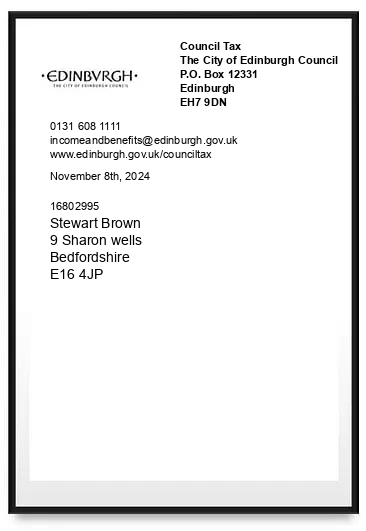 Council Tax
The City of Edinburgh Council
P.O. Box 12331
Edinburgh
EH7 9DN
·EDINBVRGH·
THE CITY OF EDINBURGH COUNCIL
0131 608 1111
incomeandbenefits@edinburgh.gov.uk
www.edinburgh.gov.uk/counciltax
November 8th, 2024
16802995
Stewart Brown
9 Sharon wells
Bedfordshire
E16 4JP